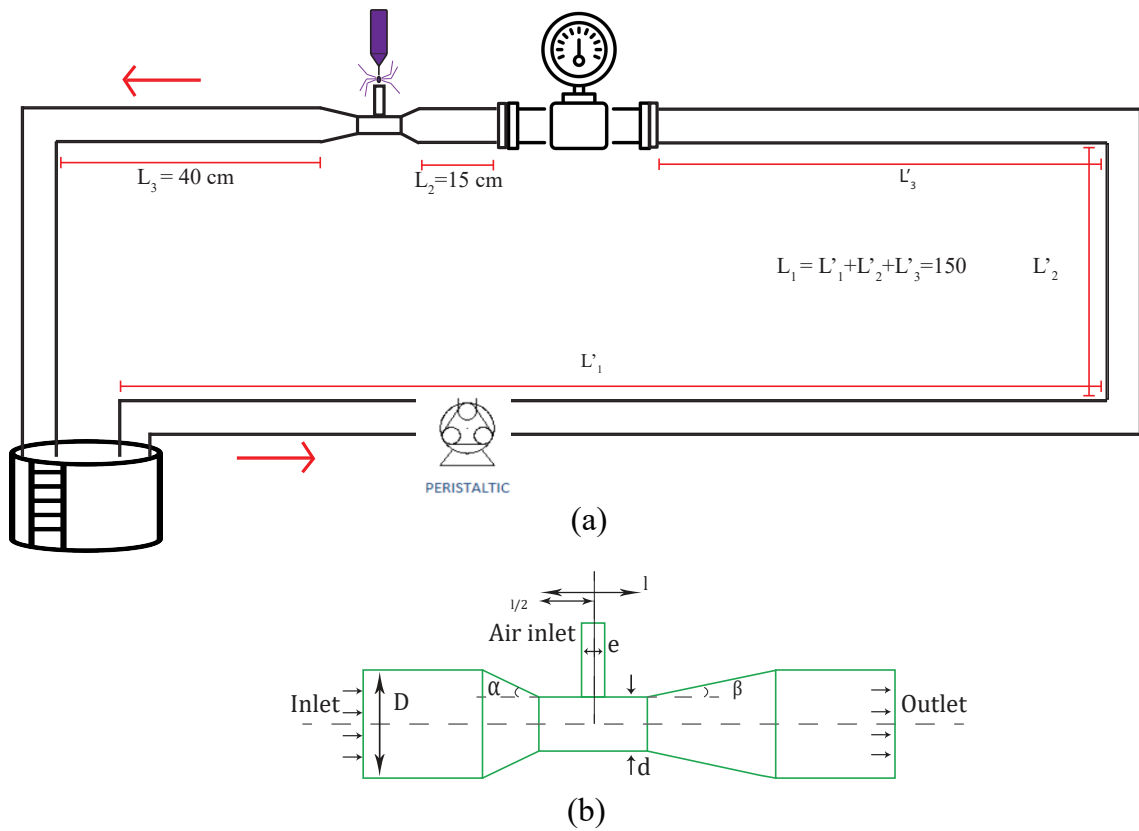 L₃ = 40 cm
L₂=15 cm
L'₃
L₁ = L'₁+L'₂+L'₃=150
L'₂
L'₁
PERISTALTIC
(a)
l
l/2
Air inlet
e
α
β
Inlet
D
Outlet
d
(b)